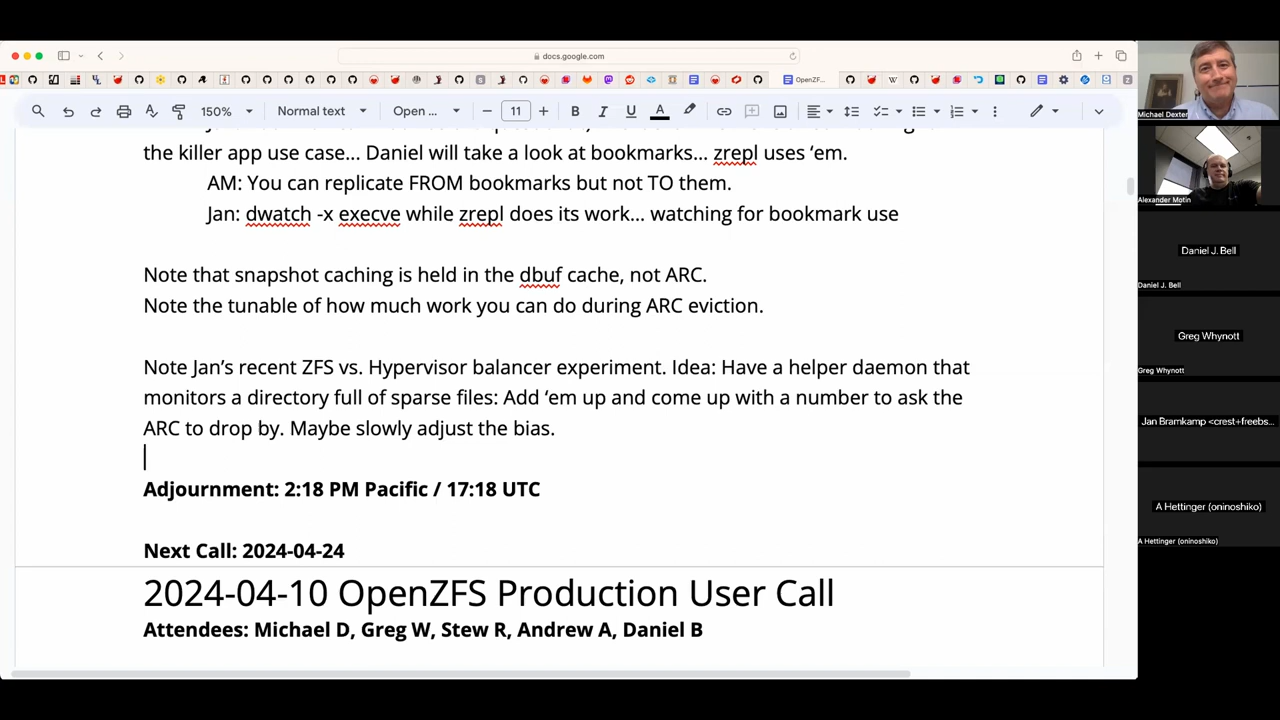 docs.google.com
OpenZF...
150%
Normal text
Open ...
11
the killer app use case... Daniel will take a look at bookmarks... zrepl uses ‘em.
AM: You can replicate FROM bookmarks but not TO them.
Jan: dwatch -x execve while zrepl does its work... watching for bookmark use
Note that snapshot caching is held in the dbuf cache, not ARC.
Note the tunable of how much work you can do during ARC eviction.
Note Jan’s recent ZFS vs. Hypervisor balancer experiment. Idea: Have a helper daemon that
monitors a directory full of sparse files: Add ‘em up and come up with a number to ask the
ARC to drop by. Maybe slowly adjust the bias.
Adjournment: 2:18 PM Pacific / 17:18 UTC
Next Call: 2024-04-24
2024-04-10 OpenZFS Production User Call
Attendees: Michael D, Greg W, Stew R, Andrew A, Daniel B
Michael Dexter
Alexander Motin
Daniel J. Bell
Daniel J. Bell
Greg Whynott
Greg Whynott
Jan Bramkamp <crest+freebs...
A Hettinger (oninoshiko)
A Hettinger (oninoshiko)